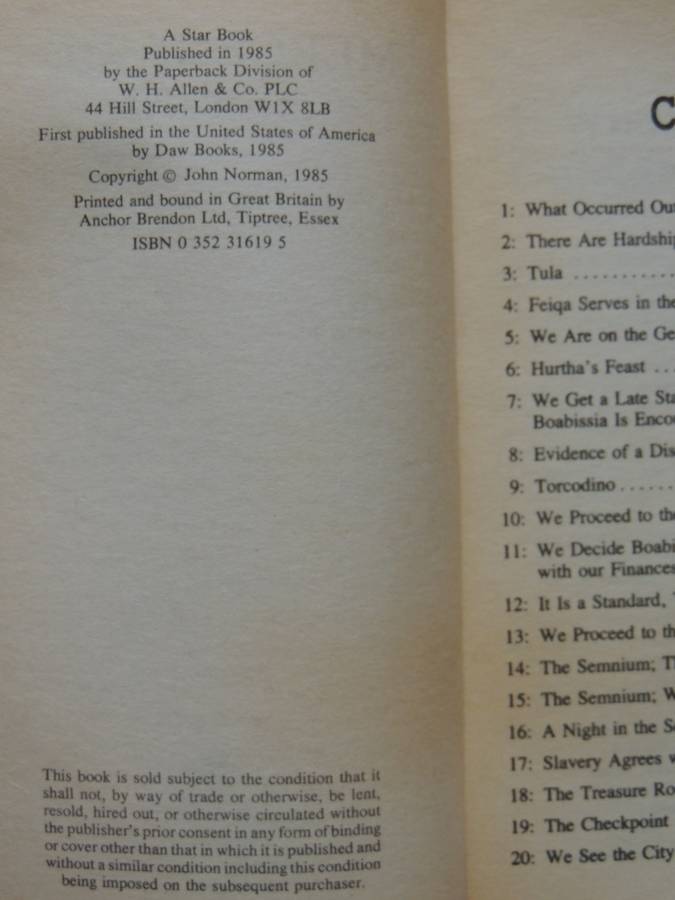 A Star Book
Published in 1985
by the Paperback Division of
W. H. Allen & Co. PLC
44 Hill Street, London W1X 8LB
First published in the United States of America
by Daw Books, 1985
Copyright © John Norman, 1985
Printed and bound in Great Britain by
Anchor Brendon Ltd, Tiptree, Essex
ISBN 0 352 31619 5
This book is sold subject to the condition that it
shall not, by way of trade or otherwise, be lent,
resold, hired out, or otherwise circulated without
the publisher's prior consent in any form of binding
or cover other than that in which it is published and
without a similar condition including this condition
being imposed on the subsequent purchaser.
C
1: What Occurred
2: There Are
3: Tula ...........
4: Feiqa Serves in the
5: We Are on the
6: Hurtha's Feast ..
7: We Get a Late
Boabissia Is
8: Evidence of a
9: Torcodino ......
10: We Proceed to the
11: We Decide
with our Finances
12: It Is a Standard,
13: We Proceed to
14: The Semnium;
15: The Semnium;
16: A Night in the
17: Slavery Agrees
18: The Treasure
19: The Checkpoint
20: We See the City